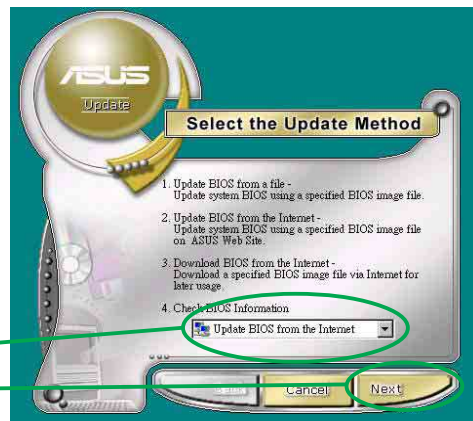 ASUS
Update
Select the Update Method
1. Update BIOS from a file -
Update system BIOS using a specified BIOS image file.
2. Update BIOS from the Internet -
Update system BIOS using a specified BIOS image file
on ASUS Web Site.
3. Download BIOS from the Internet -
Download a specified BIOS image file via Internet for
later usage.
4. Check BIOS Information
Update BIOS from the Internet
Cancel
Next